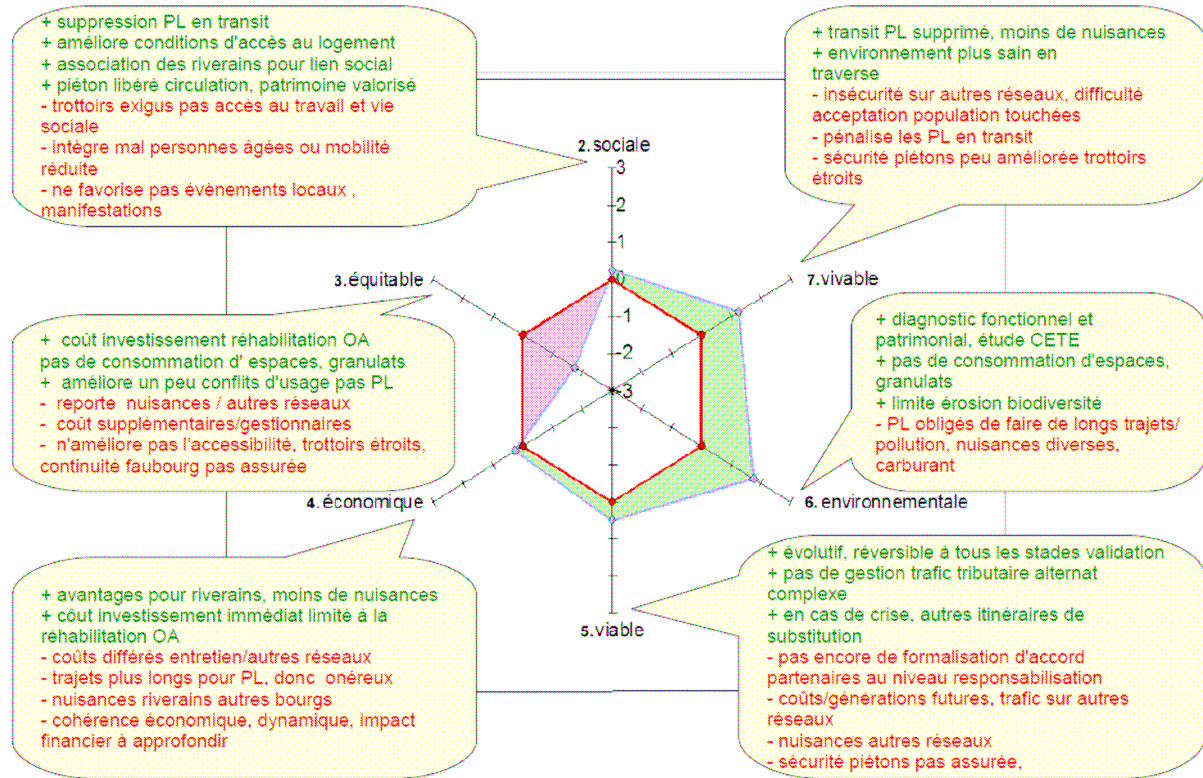 + suppression PL en transit
+ améliore conditions d'accès au logement
+ association des riverains pour lien social
+ piéton libéré circulation, patrimoine valorisé
- trottoirs exigus pas accès au travail et vie
sociale
- intègre mal personnes âgées ou mobilité
réduite
- ne favorise pas évènements locaux ,
manifestations
+ transit PL supprimé, moins de nuisances
+ environnement plus sain en
traverse
- insécurité sur autres réseaux, difficulté
acceptation population touchées
- pénalise les PL en transit
- sécurité piétons peu améliorée trottoirs
étroits
2.sociale
3
2
1
0
-1
-2
-3
3.équitable
7.vivable
+ coût investissement réhabilitation OA
pas de consommation d' espaces, granulats
+ améliore un peu conflits d'usage pas PL
- reporte nuisances / autres réseaux
- coût supplémentaires/gestionnaires
- n'améliore pas l'accessibilité, trottoirs étroits,
continuité faubourg pas assurée
+ diagnostic fonctionnel et
patrimonial, étude CETE
+ pas de consommation d'espaces,
granulats
+ limite érosion biodiversité
- PL obligés de faire de longs trajets/
pollution, nuisances diverses,
carburant
4.économique
6.environnementale
+ avantages pour riverains, moins de nuisances
+ côut investissement immédiat limité à la
réhabilitation OA
- coûts différés entretien/autres réseaux
- trajets plus longs pour PL, donc onéreux
- nuisances riverains autres bourgs
- cohérence économique, dynamique, impact
financier à approfondir
5.viable
+ évolutif, réversible à tous les stades validation
+ pas de gestion trafic tributaire alternat
complexe
+ en cas de crise, autres itinéraires de
substitution
- pas encore de formalisation d'accord
partenaires au niveau responsabilisation
- coûts/générations futures, trafic sur autres
réseaux
- nuisances autres réseaux
- sécurité piétons pas assurée,